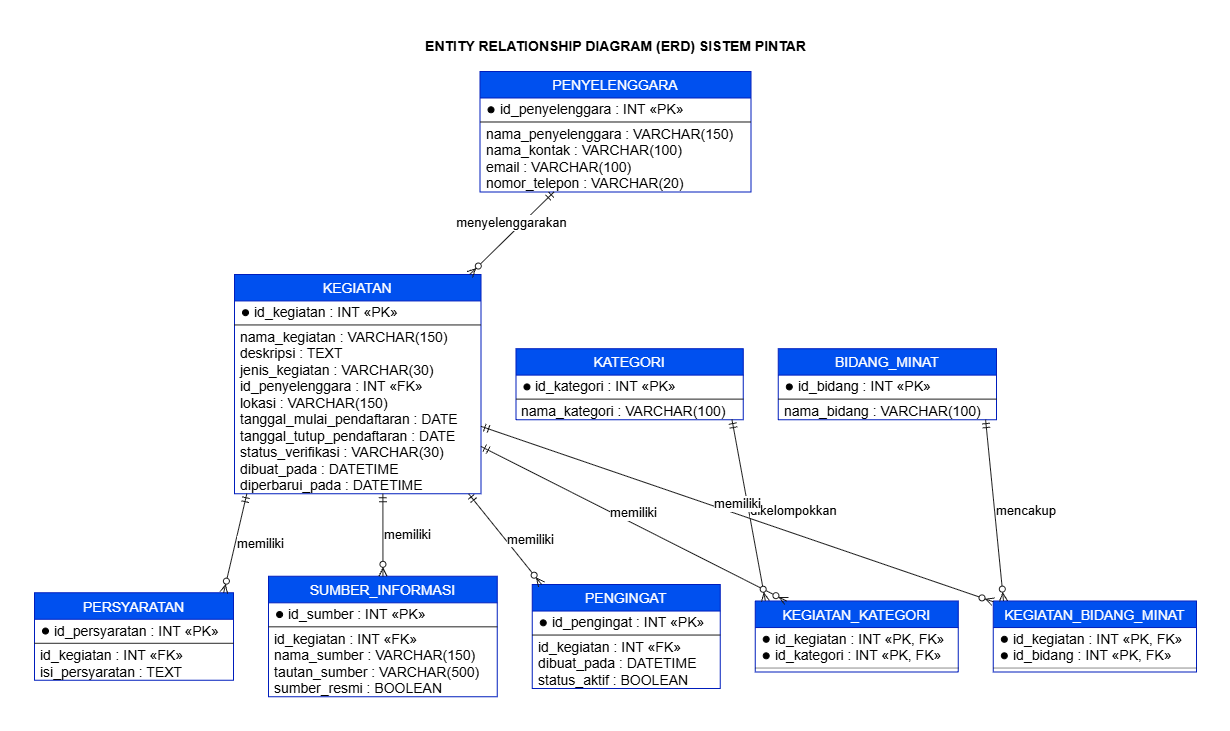 ENTITY RELATIONSHIP DIAGRAM (ERD) SISTEM PINTAR
PENYELENGGARA
id_penyelenggara : INT «PK»
nama_penyelenggara : VARCHAR(150)
nama_kontak : VARCHAR(100)
email : VARCHAR(100)
nomor_telepon : VARCHAR(20)
menyelenggarakan
KEGIATAN
id_kegiatan : INT «PK»
nama_kegiatan : VARCHAR(150)
deskripsi : TEXT
jenis_kegiatan : VARCHAR(30)
id_penyelenggara : INT «FK»
lokasi : VARCHAR(150)
tanggal_mulai_pendaftaran : DATE
tanggal_tutup_pendaftaran : DATE
status_verifikasi : VARCHAR(30)
dibuat_pada : DATETIME
diperbarui_pada : DATETIME
KATEGORI
id_kategori : INT «PK»
nama_kategori : VARCHAR(100)
BIDANG_MINAT
id_bidang : INT «PK»
nama_bidang : VARCHAR(100)
memiliki
memiliki
memiliki
memiliki
memiliki
dikelompokkan
mencakup
PERSYARATAN
id_persyaratan : INT «PK»
id_kegiatan : INT «FK»
isi_persyaratan : TEXT
SUMBER_INFORMASI
id_sumber : INT «PK»
id_kegiatan : INT «FK»
nama_sumber : VARCHAR(150)
tautan_sumber : VARCHAR(500)
sumber_resmi : BOOLEAN
PENGINGAT
id_pengingat : INT «PK»
id_kegiatan : INT «FK»
dibuat_pada : DATETIME
status_aktif : BOOLEAN
KEGIATAN_KATEGORI
id_kegiatan : INT «PK, FK»
id_kategori : INT «PK, FK»
KEGIATAN_BIDANG_MINAT
id_kegiatan : INT «PK, FK»
id_bidang : INT «PK, FK»